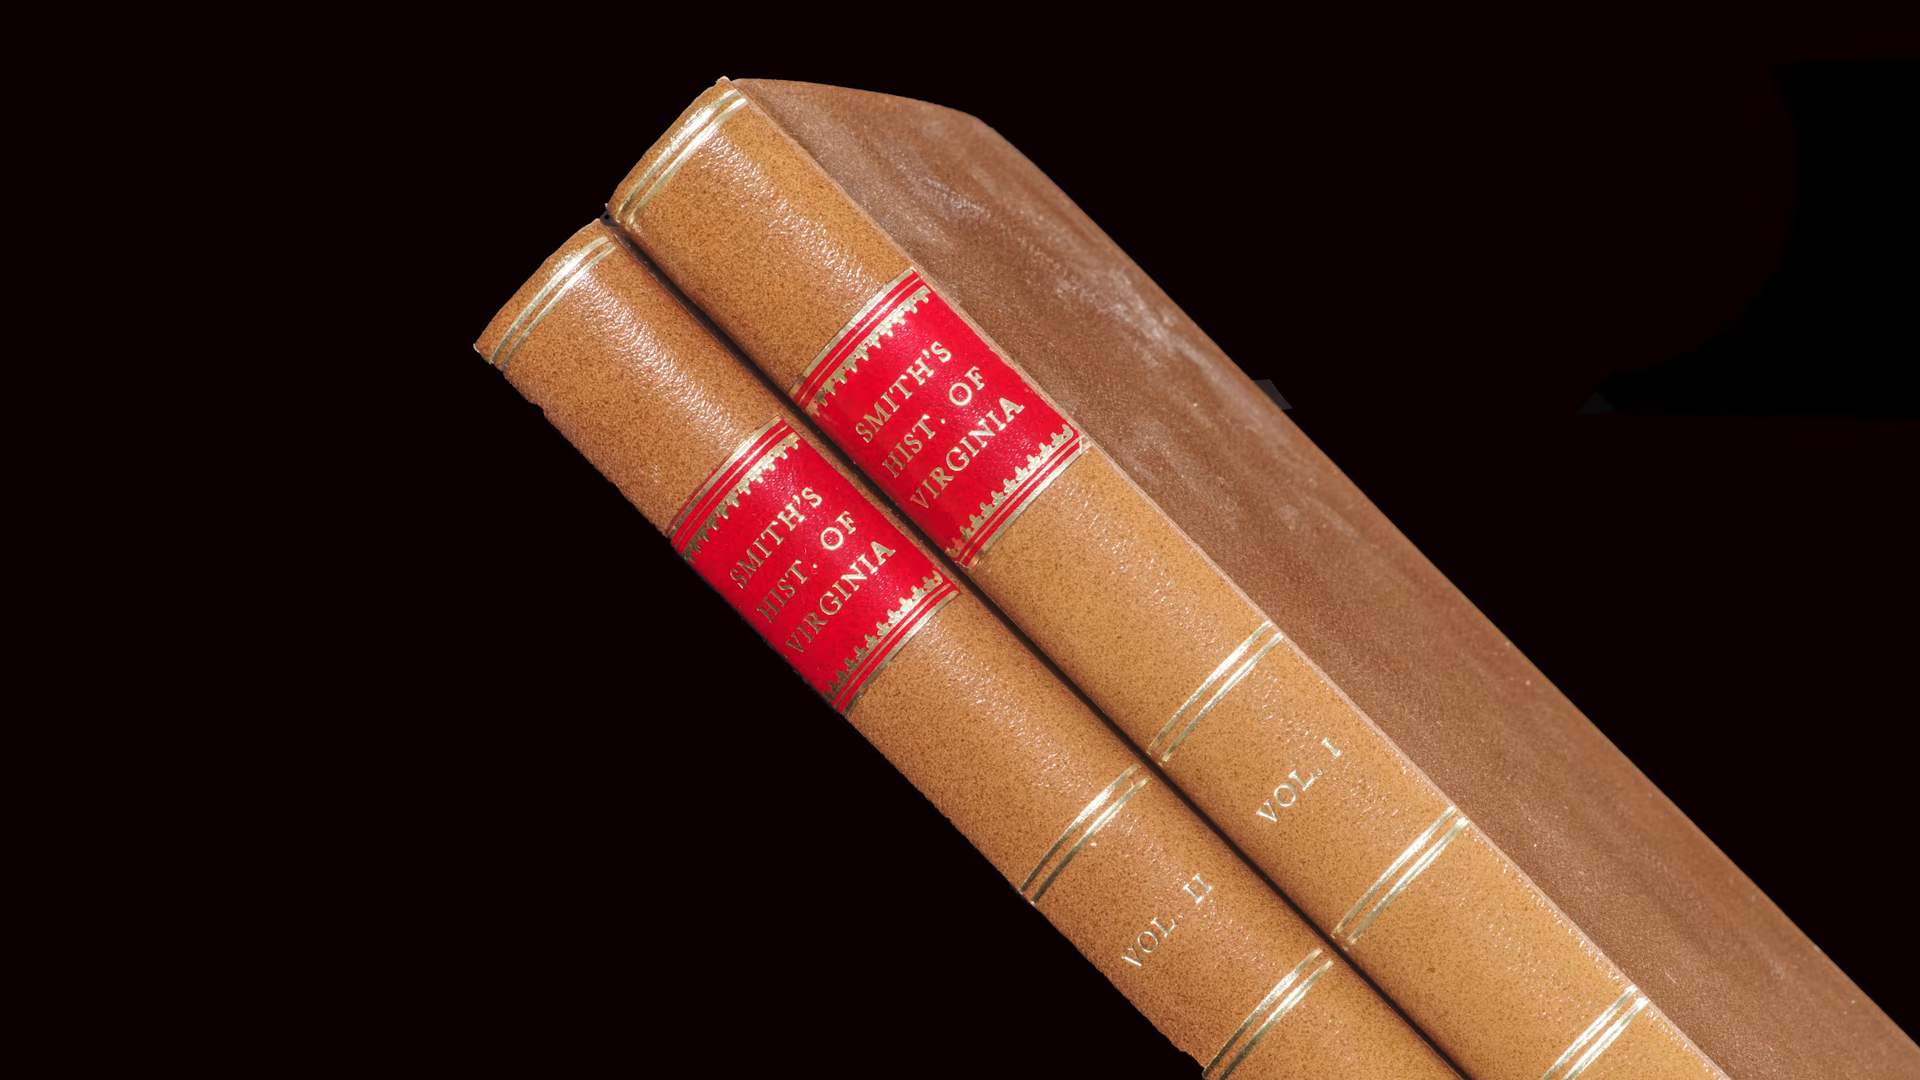 SMITH'S
HIST. OF
VIRGINIA
VOL. II
SMITH'S
HIST. OF
VIRGINIA
VOL. I